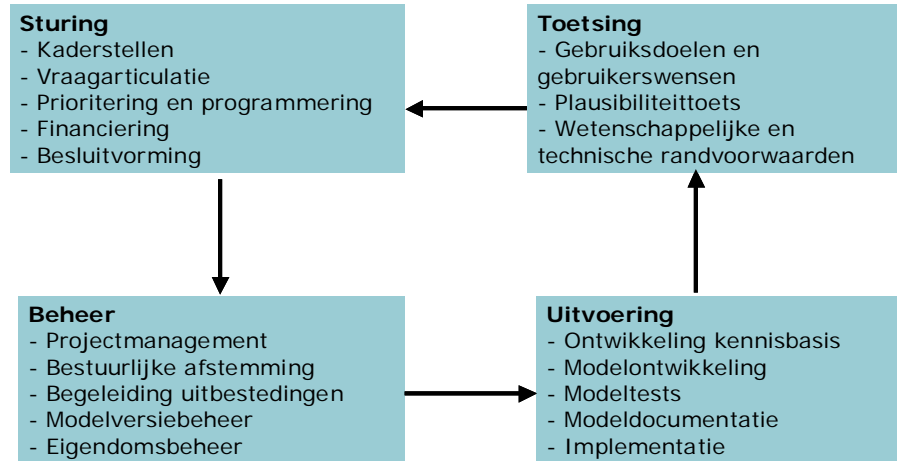 Sturing
- Kaderstellen
- Vraagarticulatie
- Prioritering en programmering
- Financiering
- Besluitvorming
Toetsing
- Gebruiksdoelen en
gebruikerswensen
- Plausibiliteittoets
- Wetenschappelijke en
technische randvoorwaarden
Beheer
- Projectmanagement
- Bestuurlijke afstemming
- Begeleiding uitbestedingen
- Modelversiebeheer
- Eigendomsbeheer
Uitvoering
- Ontwikkeling kennisbasis
- Modelontwikkeling
- Modeltests
- Modeldocumentatie
- Implementatie